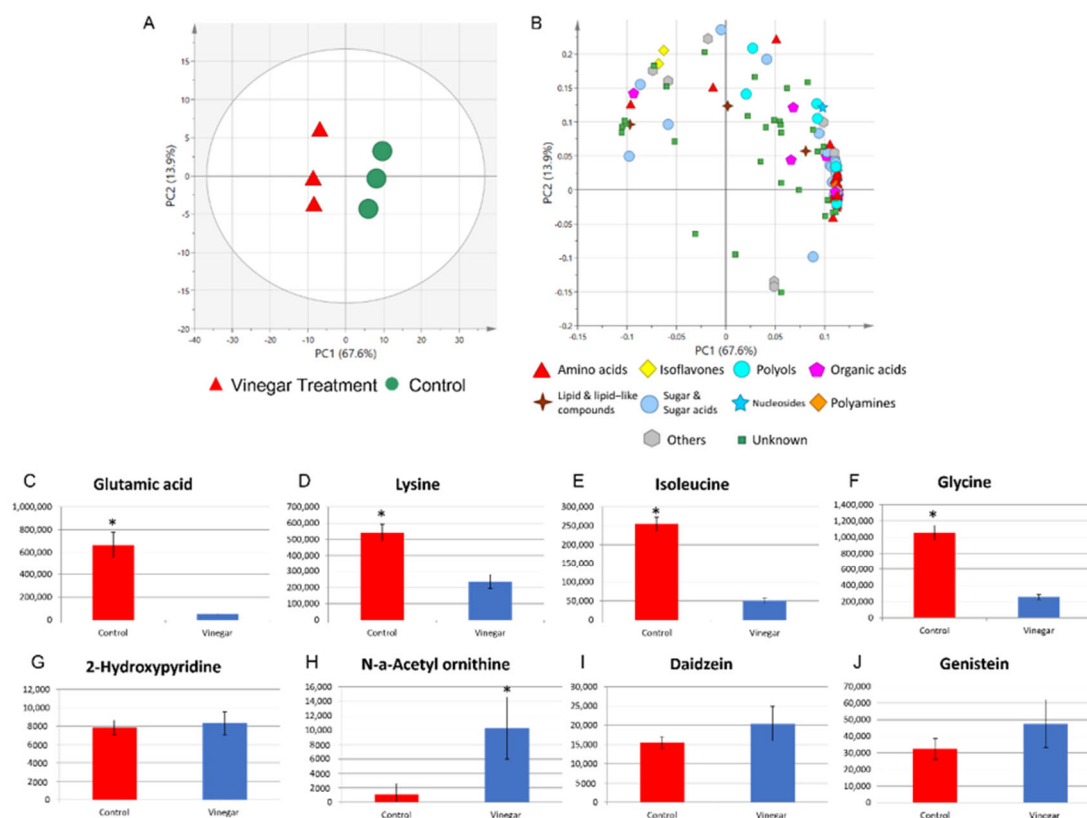 A
B
PC2 (13.9%)
15
10
5
0
-5
-10
-15
-20
-40
-30
-20
-10
0
10
20
30
40
PC1 (67.6%)
Vinegar Treatment
Control
PC2 (13.9%)
0.2
0.15
0.1
0.05
0
-0.05
-0.1
-0.15
-0.2
-0.15
-0.1
-0.05
0
0.05
0.1
PC1 (67.6%)
Amino acids
Isoflavones
Polyols
Organic acids
Lipid & lipid–like
compounds
Sugar &
Sugar acids
Nucleosides
Polyamines
Others
Unknown
C
Glutamic acid
1,000,000
800,000
600,000
400,000
200,000
0
*
Control
Vinegar
D
Lysine
700,000
600,000
500,000
400,000
300,000
200,000
100,000
0
*
Control
Vinegar
E
Isoleucine
300,000
250,000
200,000
150,000
100,000
50,000
0
*
Control
Vinegar
F
Glycine
1,400,000
1,200,000
1,000,000
800,000
600,000
400,000
200,000
0
*
Control
Vinegar
G
2-Hydroxypyridine
12,000
10,000
8000
6000
4000
2000
0
Control
Vinegar
H
N-a-Acetyl ornithine
16,000
14,000
12,000
10,000
8000
6000
4000
2000
0
*
Control
Vinegar
I
Daidzein
30,000
25,000
20,000
15,000
10,000
5000
0
Control
Vinegar
J
Genistein
70,000
60,000
50,000
40,000
30,000
20,000
10,000
0
Control
Vinegar